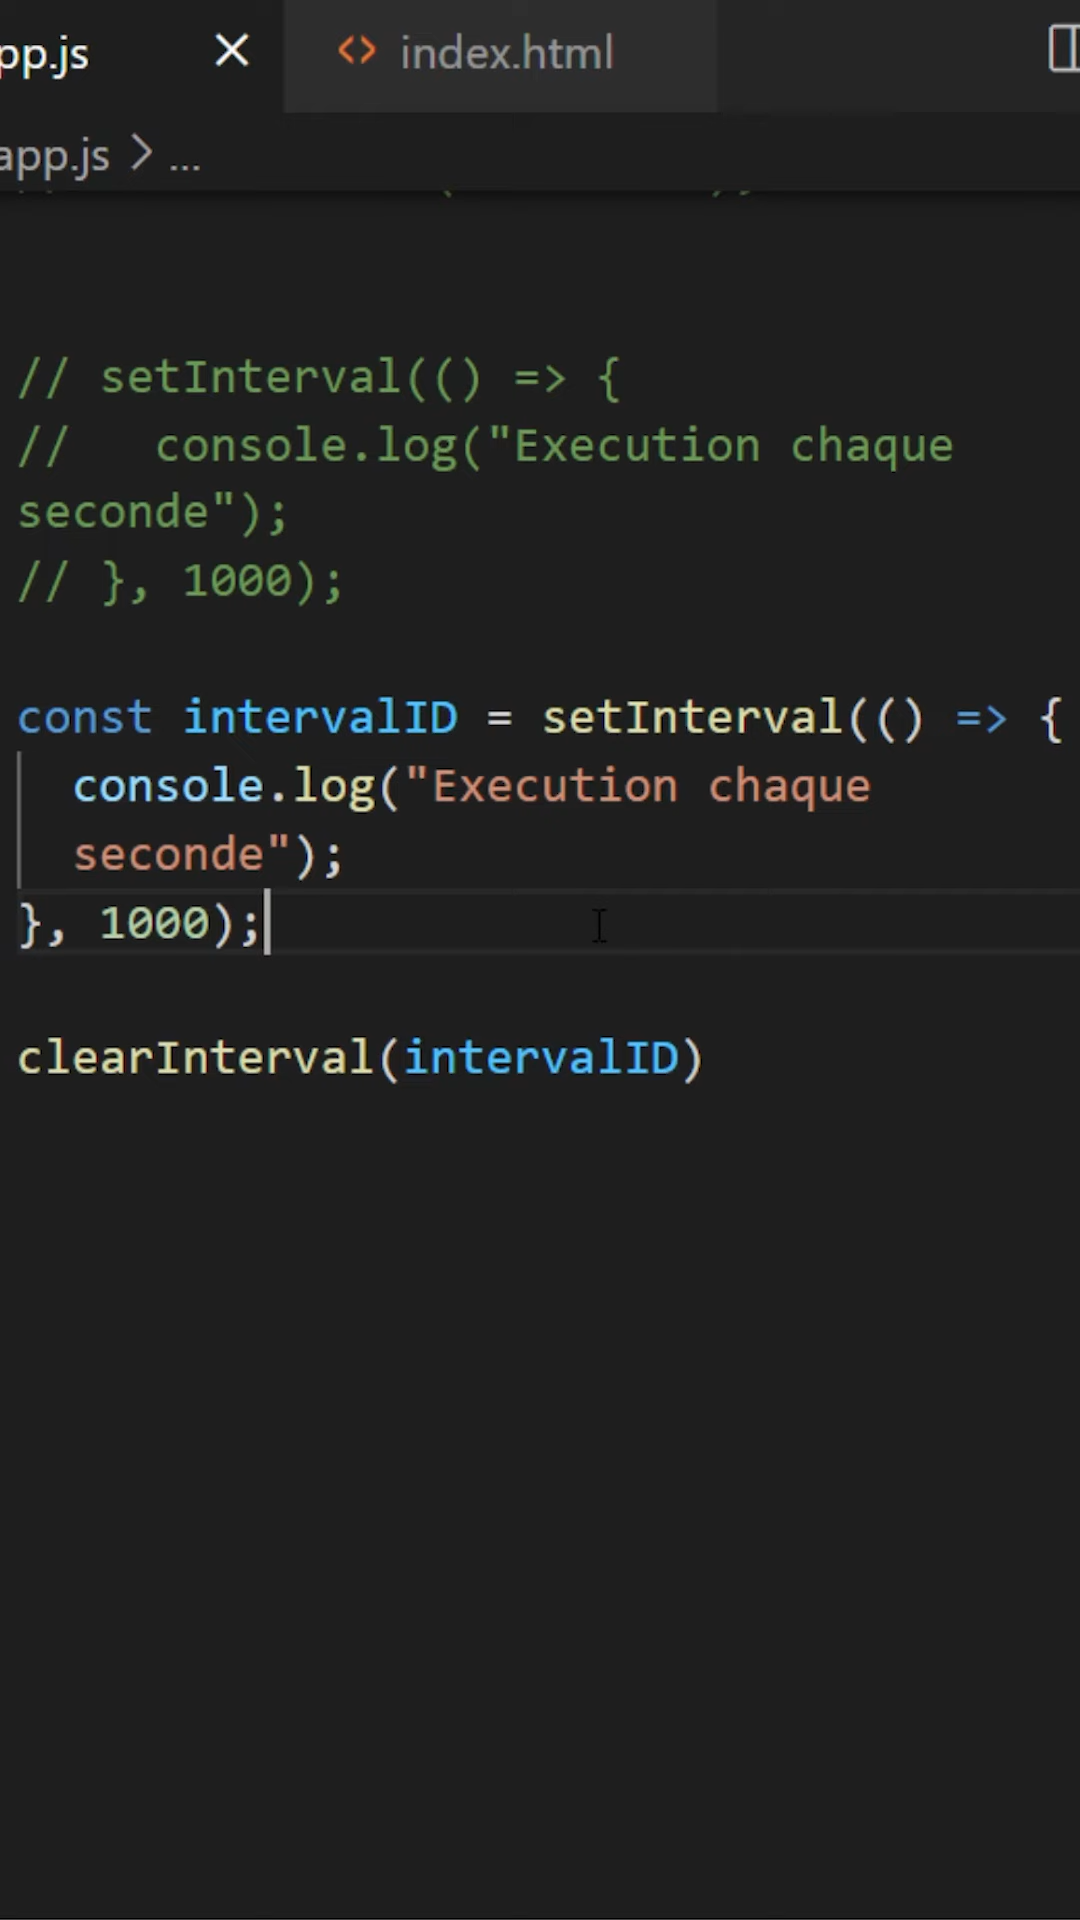 pp.js
index.html
app.js > ...
// setInterval(() => {
//   console.log("Execution chaque
seconde");
// }, 1000);
const intervalID = setInterval(() => {
  console.log("Execution chaque
  seconde");
}, 1000);
clearInterval(intervalID)